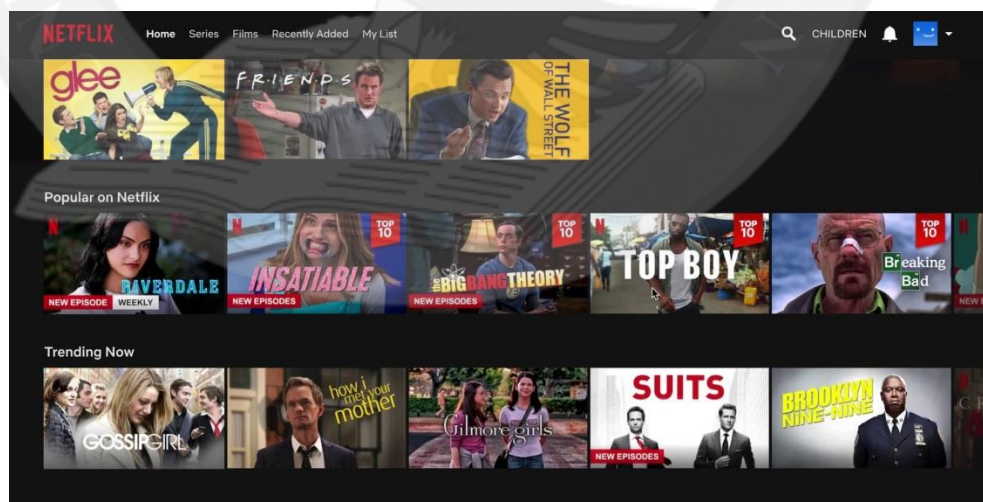 NETFLIX Home Series Films Recently Added My List CHILDREN
glee
F·R·I·E·N·D·S
THE WOLF
OF WALL STREET
Popular on Netflix
N
RIVERDALE
NEW EPISODE WEEKLY
N
TOP
10
INSATIABLE
NEW EPISODES
TOP
10
the BIG BANG THEORY
NEW EPISODES
N
TOP
10
TOP BOY
NEW EPISODES
TOP
10
Breaking
Bad
N
Trending Now
GOSSIP GIRL
how i
met your
mother
Gilmore girls
SUITS
NEW EPISODES
BROOKLYN
NINE-NINE
N